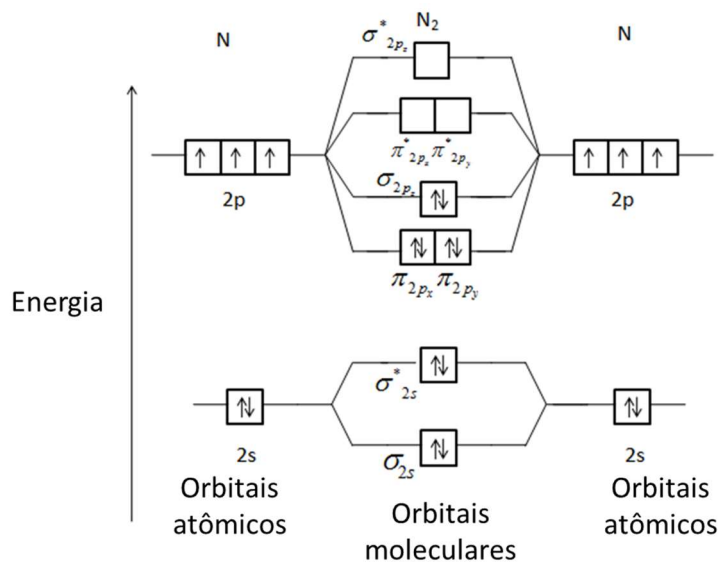 N
N₂
N
σ*2pz
π*2px π*2py
2p
σ2pz
2p
π2px π2py
Energia
σ*2s
2s
σ2s
2s
Orbitais
atômicos
Orbitais
moleculares
Orbitais
atômicos